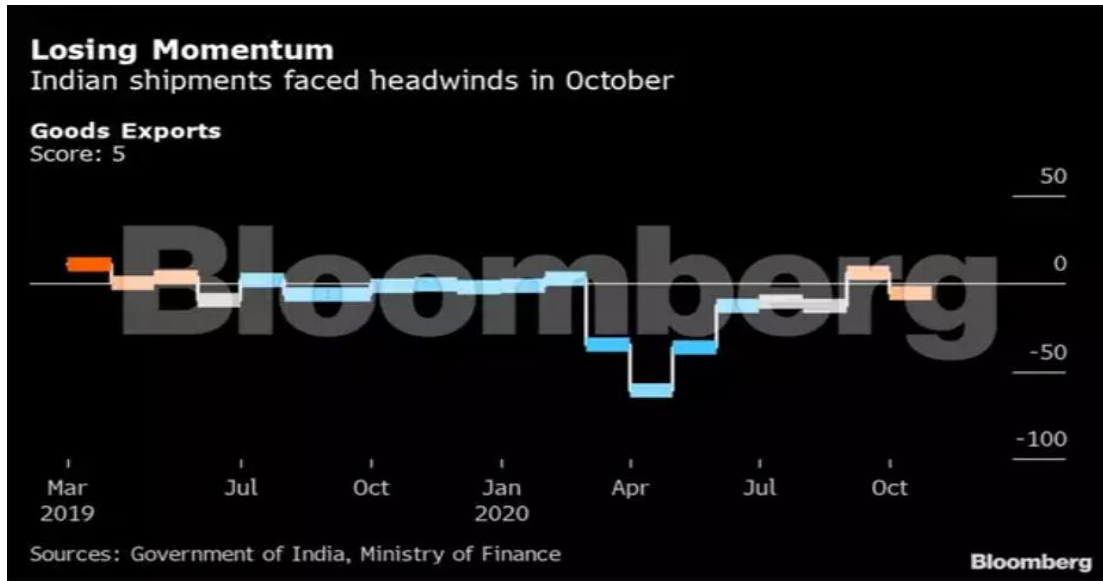 Losing Momentum
Indian shipments faced headwinds in October
Goods Exports
Score: 5
Bloomberg
50
0
-50
-100
Mar Jul Oct Jan Apr Jul Oct
2019 2020
Sources: Government of India, Ministry of Finance
Bloomberg